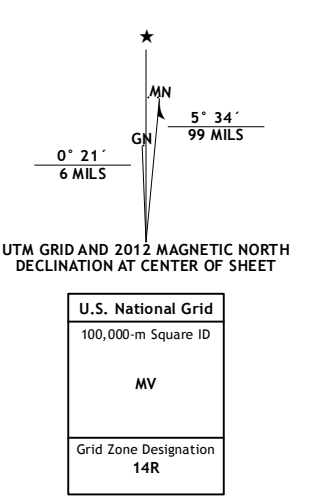 ★
MN
5° 34´
99 MILS
GN
0° 21´
6 MILS
UTM GRID AND 2012 MAGNETIC NORTH
DECLINATION AT CENTER OF SHEET
U.S. National Grid
100,000-m Square ID
MV
Grid Zone Designation
14R